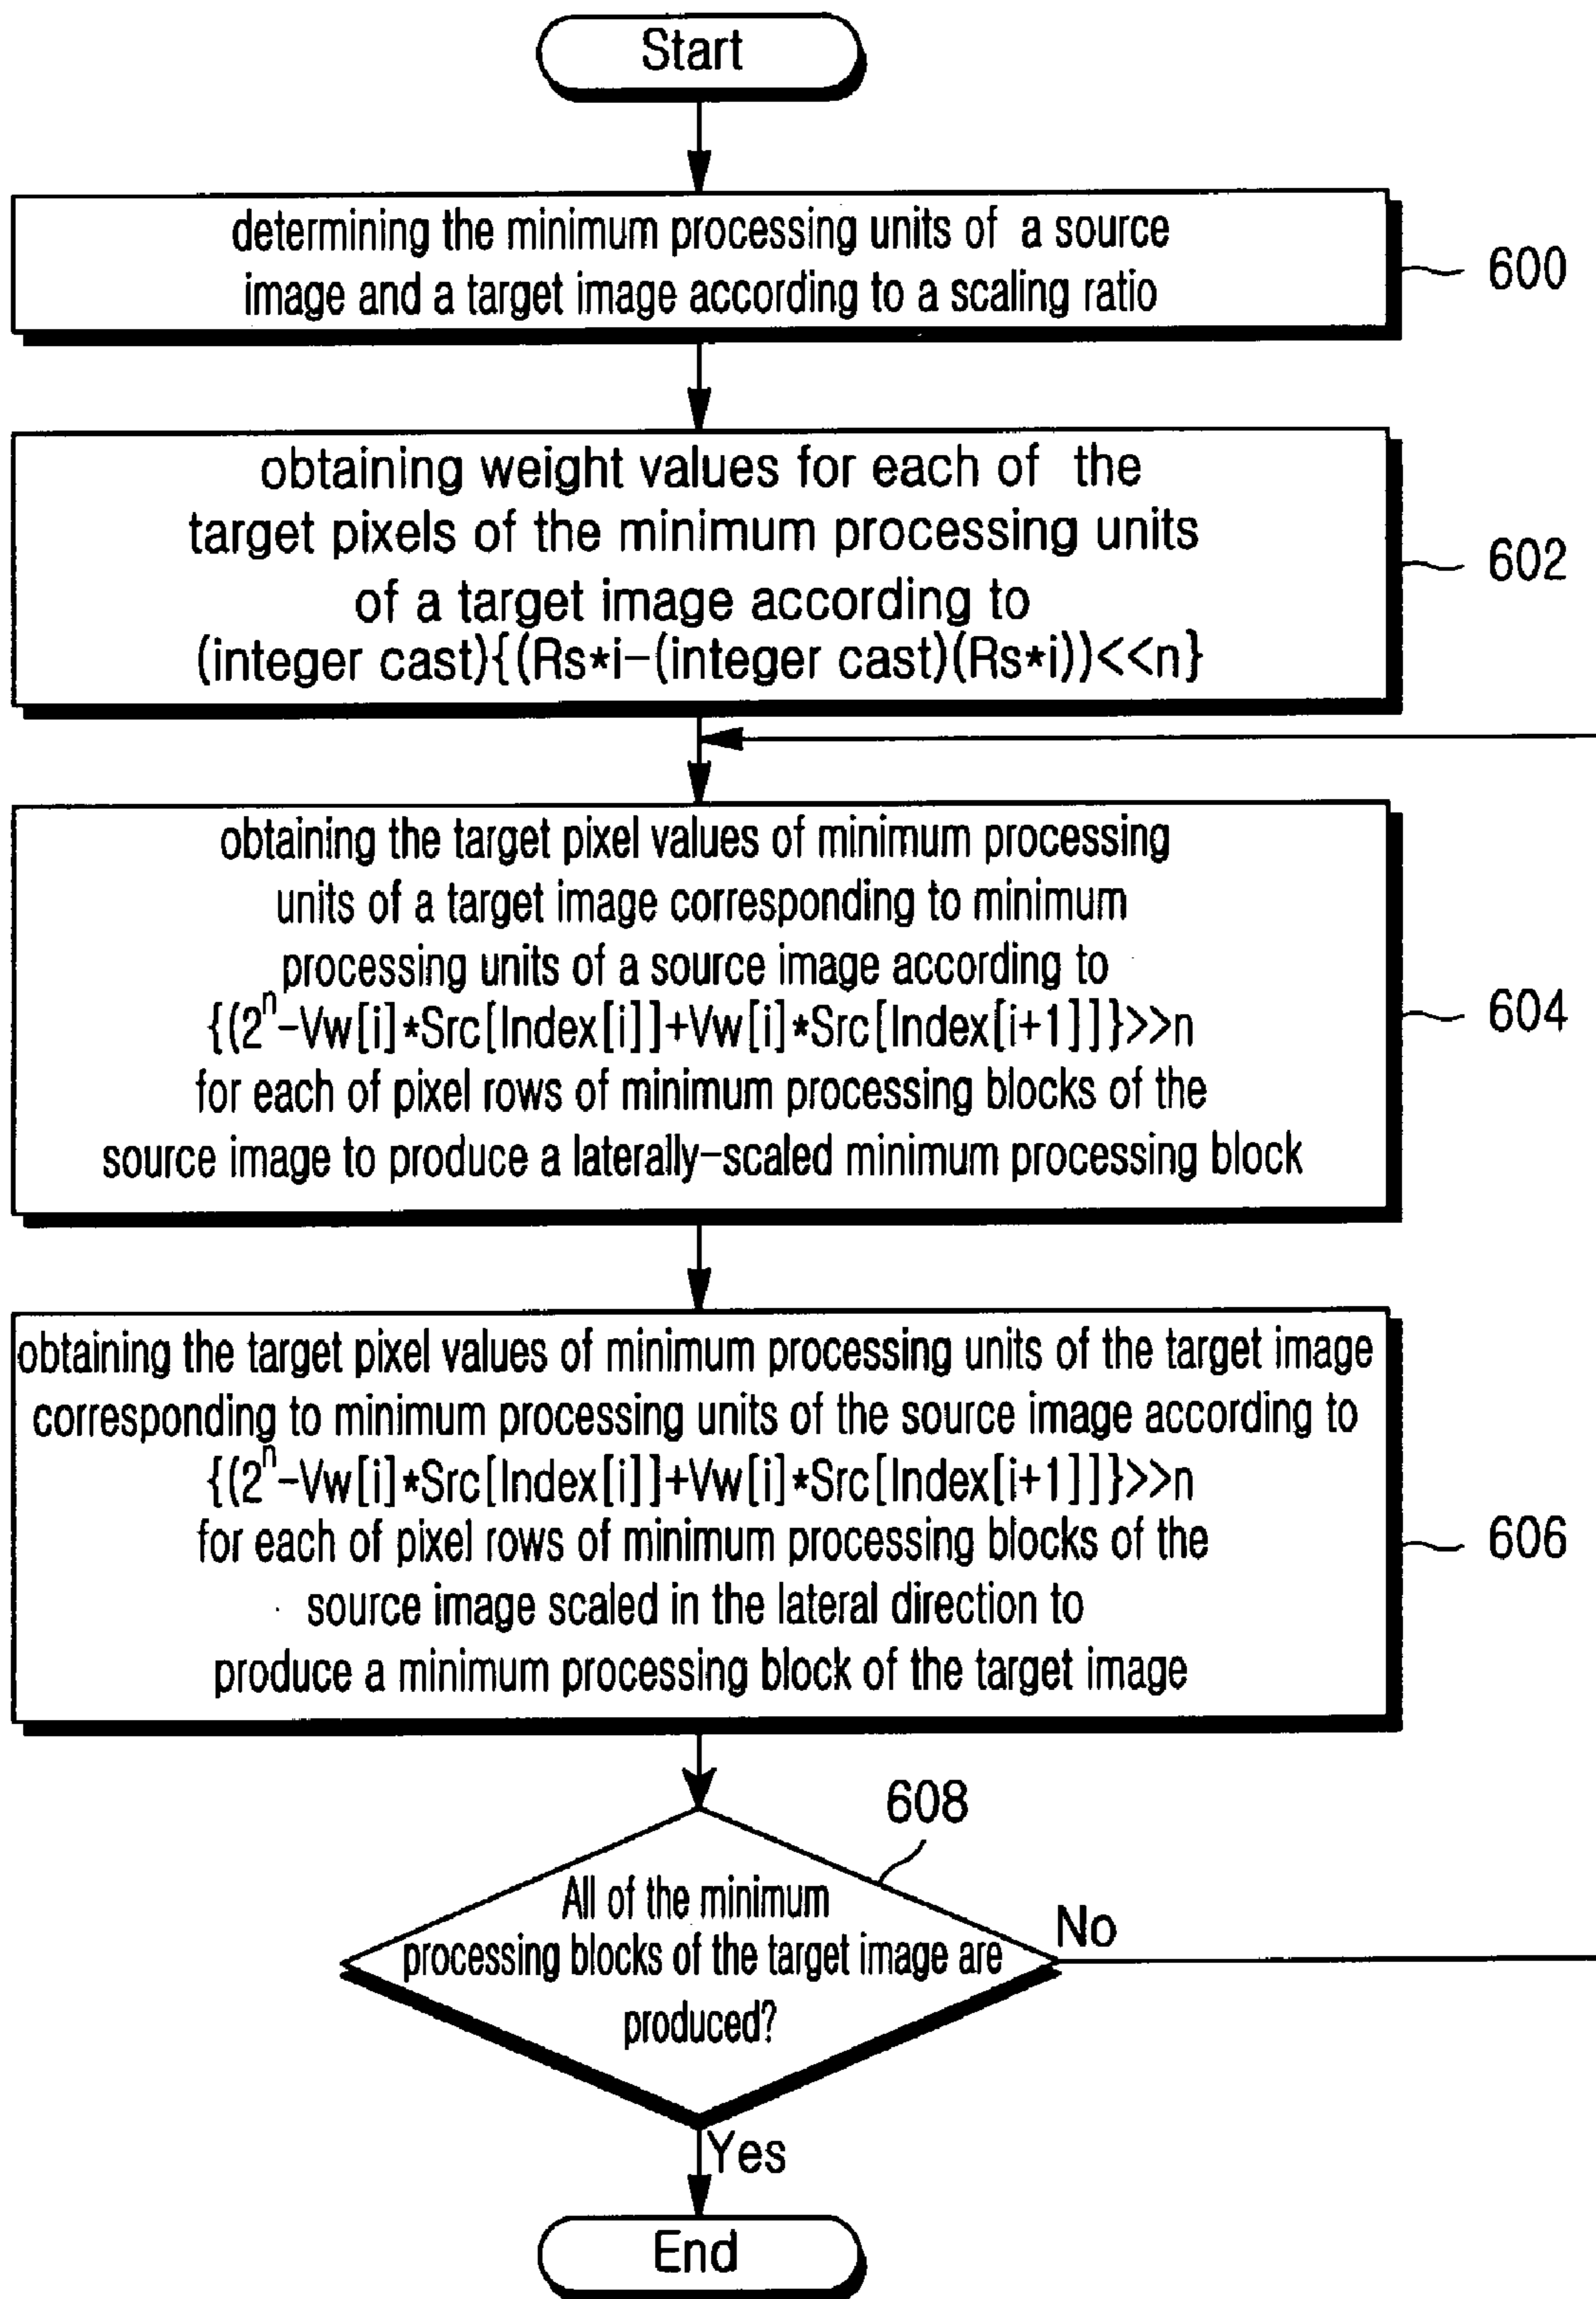 Start
determining the minimum processing units of a source
image and a target image according to a scaling ratio
600
obtaining weight values for each of the
target pixels of the minimum processing units
of a target image according to
(integer cast){(Rs*i-(integer cast)(Rs*i))<<n}
602
obtaining the target pixel values of minimum processing
units of a target image corresponding to minimum
processing units of a source image according to
{(2ⁿ-Vw[i]*Src[Index[i]]+Vw[i]*Src[Index[i+1]]}>>n
for each of pixel rows of minimum processing blocks of the
source image to produce a laterally-scaled minimum processing block
604
obtaining the target pixel values of minimum processing units of the target image
corresponding to minimum processing units of the source image according to
{(2ⁿ-Vw[i]*Src[Index[i]]+Vw[i]*Src[Index[i+1]]}>>n
for each of pixel rows of minimum processing blocks of the
source image scaled in the lateral direction to
produce a minimum processing block of the target image
606
608
All of the minimum
processing blocks of the target image are
produced?
No
Yes
End